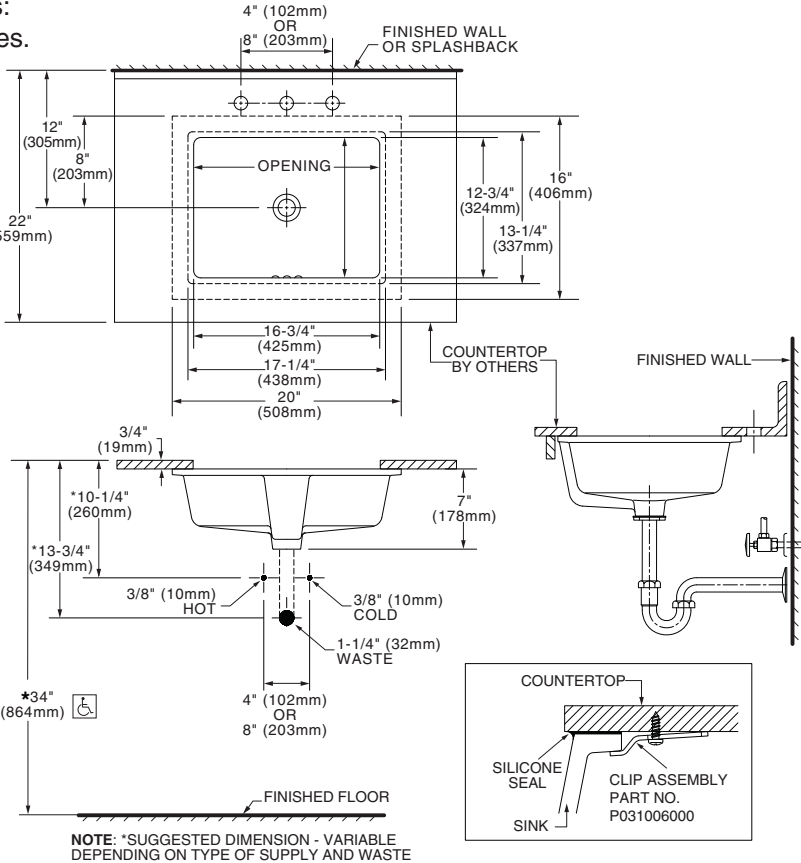 s:
es.
4" (102mm)
OR
8" (203mm)
FINISHED WALL
OR SPLASHBACK
12"
(305mm)
8"
(203mm)
22"
559mm)
OPENING
12-3/4"
(324mm)
13-1/4"
(337mm)
16"
(406mm)
16-3/4"
(425mm)
17-1/4"
(438mm)
20"
(508mm)
COUNTERTOP
BY OTHERS
FINISHED WALL
3/4"
(19mm)
*10-1/4"
(260mm)
*13-3/4"
(349mm)
7"
(178mm)
3/8" (10mm)
HOT
3/8" (10mm)
COLD
1-1/4" (32mm)
WASTE
4" (102mm)
OR
8" (203mm)
*34"
(864mm)
FINISHED FLOOR
COUNTERTOP
SILICONE
SEAL
SINK
CLIP ASSEMBLY
PART NO.
P031006000
NOTE: *SUGGESTED DIMENSION - VARIABLE
DEPENDING ON TYPE OF SUPPLY AND WASTE